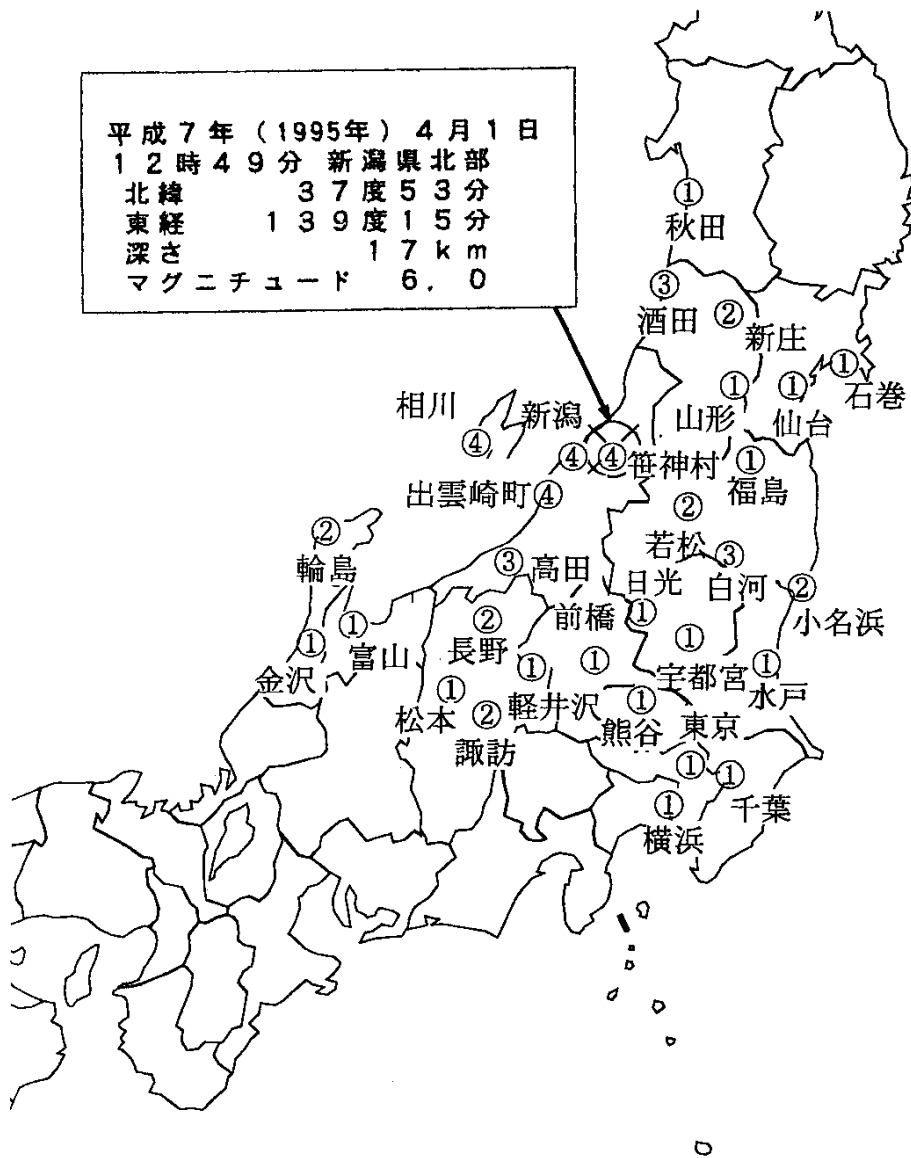 平成7年（1995年）4月1日
12時49分 新潟県北部
北緯 37度53分
東経 139度15分
深さ 17km
マグニチュード 6.0
①
秋田
③
酒田
②
新庄
①
石巻
①
山形
①
仙台
相川
④
新潟
④
④
笹神村
①
福島
出雲崎町④
②
若松
②
輪島
③
高田
日光
①
③
白河
②
小名浜
前橋
①
①
富山
①
金沢
②
長野
①
軽井沢
①
宇都宮
①
水戸
①
松本
②
諏訪
①
熊谷
東京
①
①
千葉
①
横浜